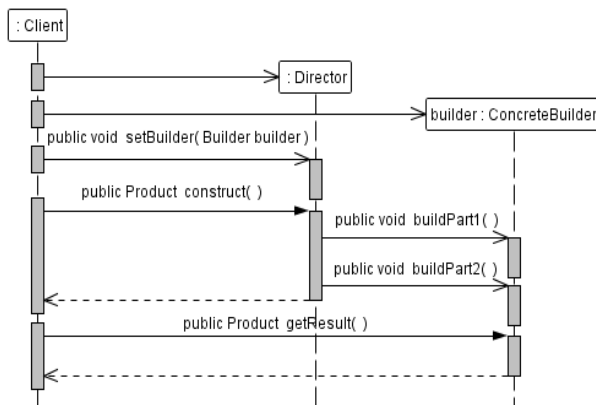 : Client
: Director
builder : ConcreteBuilder
public void setBuilder( Builder builder )
public Product construct( )
public void buildPart1( )
public void buildPart2( )
public Product getResult( )